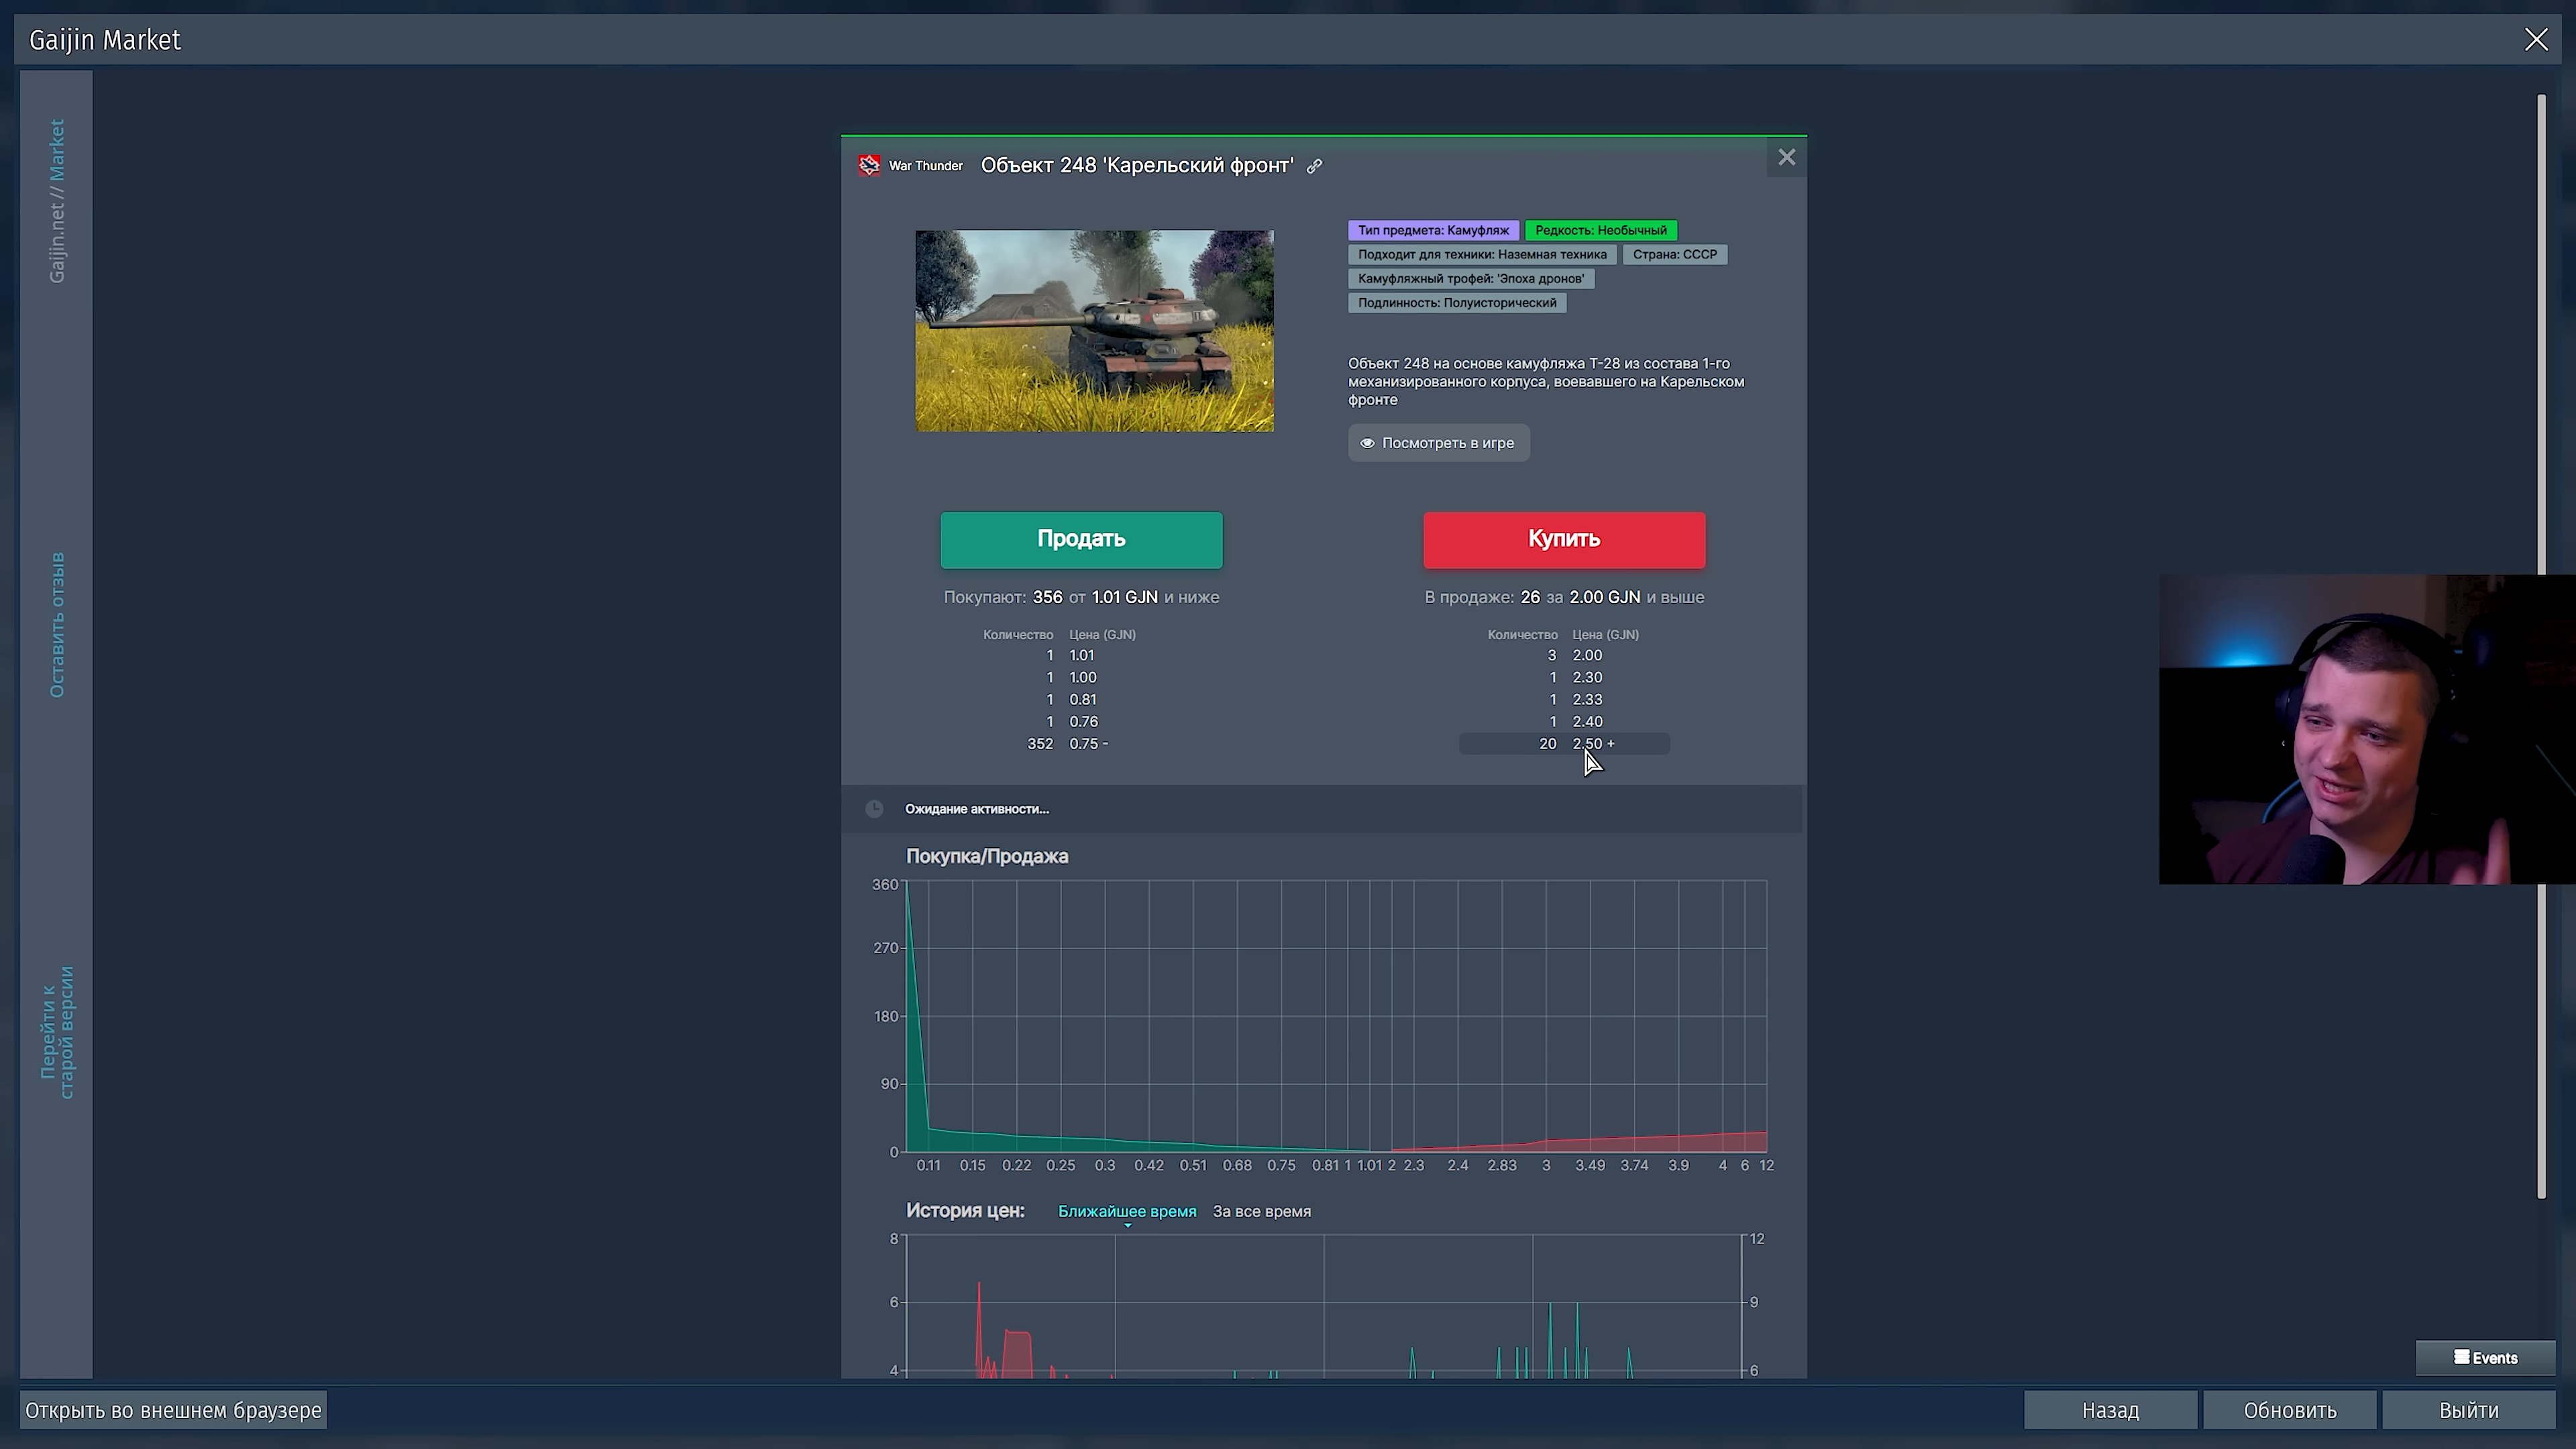 Gaijin Market
Gaijin.net // Market
Оставить отзыв
Перейти к
старой версии
War Thunder
Объект 248 'Карельский фронт'
Тип предмета: Камуфляж
Редкость: Необычный
Подходит для техники: Наземная техника
Страна: СССР
Камуфляжный трофей: 'Эпоха дронов'
Подлинность: Полуисторический
Объект 248 на основе камуфляжа Т-28 из состава 1-го
механизированного корпуса, воевавшего на Карельском
фронте
Посмотреть в игре
Продать
Купить
Покупают: 356 от 1.01 GJN и ниже
В продаже: 26 за 2.00 GJN и выше
Количество Цена (GJN)
1 1.01
1 1.00
1 0.81
1 0.76
352 0.75 -
Количество Цена (GJN)
3 2.00
1 2.30
1 2.33
1 2.40
20 2.50 +
Ожидание активности...
Покупка/Продажа
360
270
180
90
0
0.11 0.15 0.22 0.25 0.3 0.42 0.51 0.68 0.75 0.81 1 1.01 2 2.3 2.4 2.83 3 3.49 3.74 3.9 4 6 12
История цен: Ближайшее время За все время
8 12
6 9
4 6
Events
Открыть во внешнем браузере
Назад
Обновить
Выйти